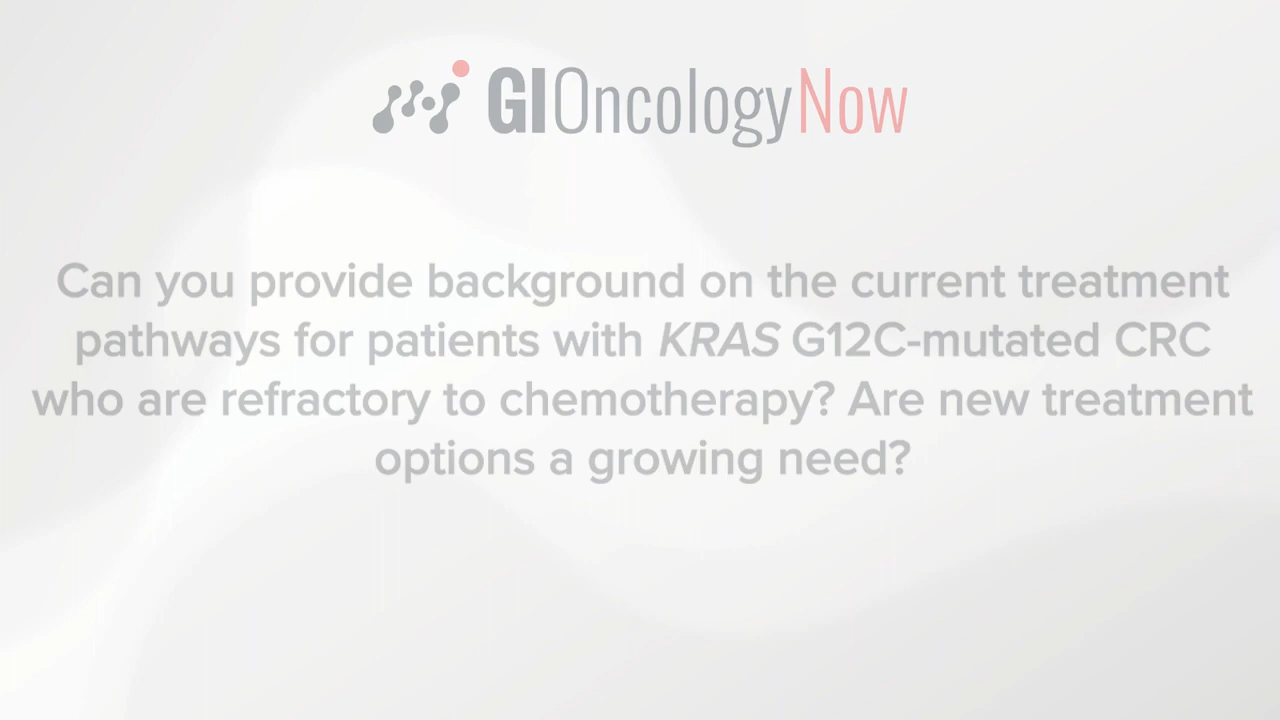 GIOncologyNow
Can you provide background on the current treatment
pathways for patients with KRAS G12C-mutated CRC
who are refractory to chemotherapy? Are new treatment
options a growing need?